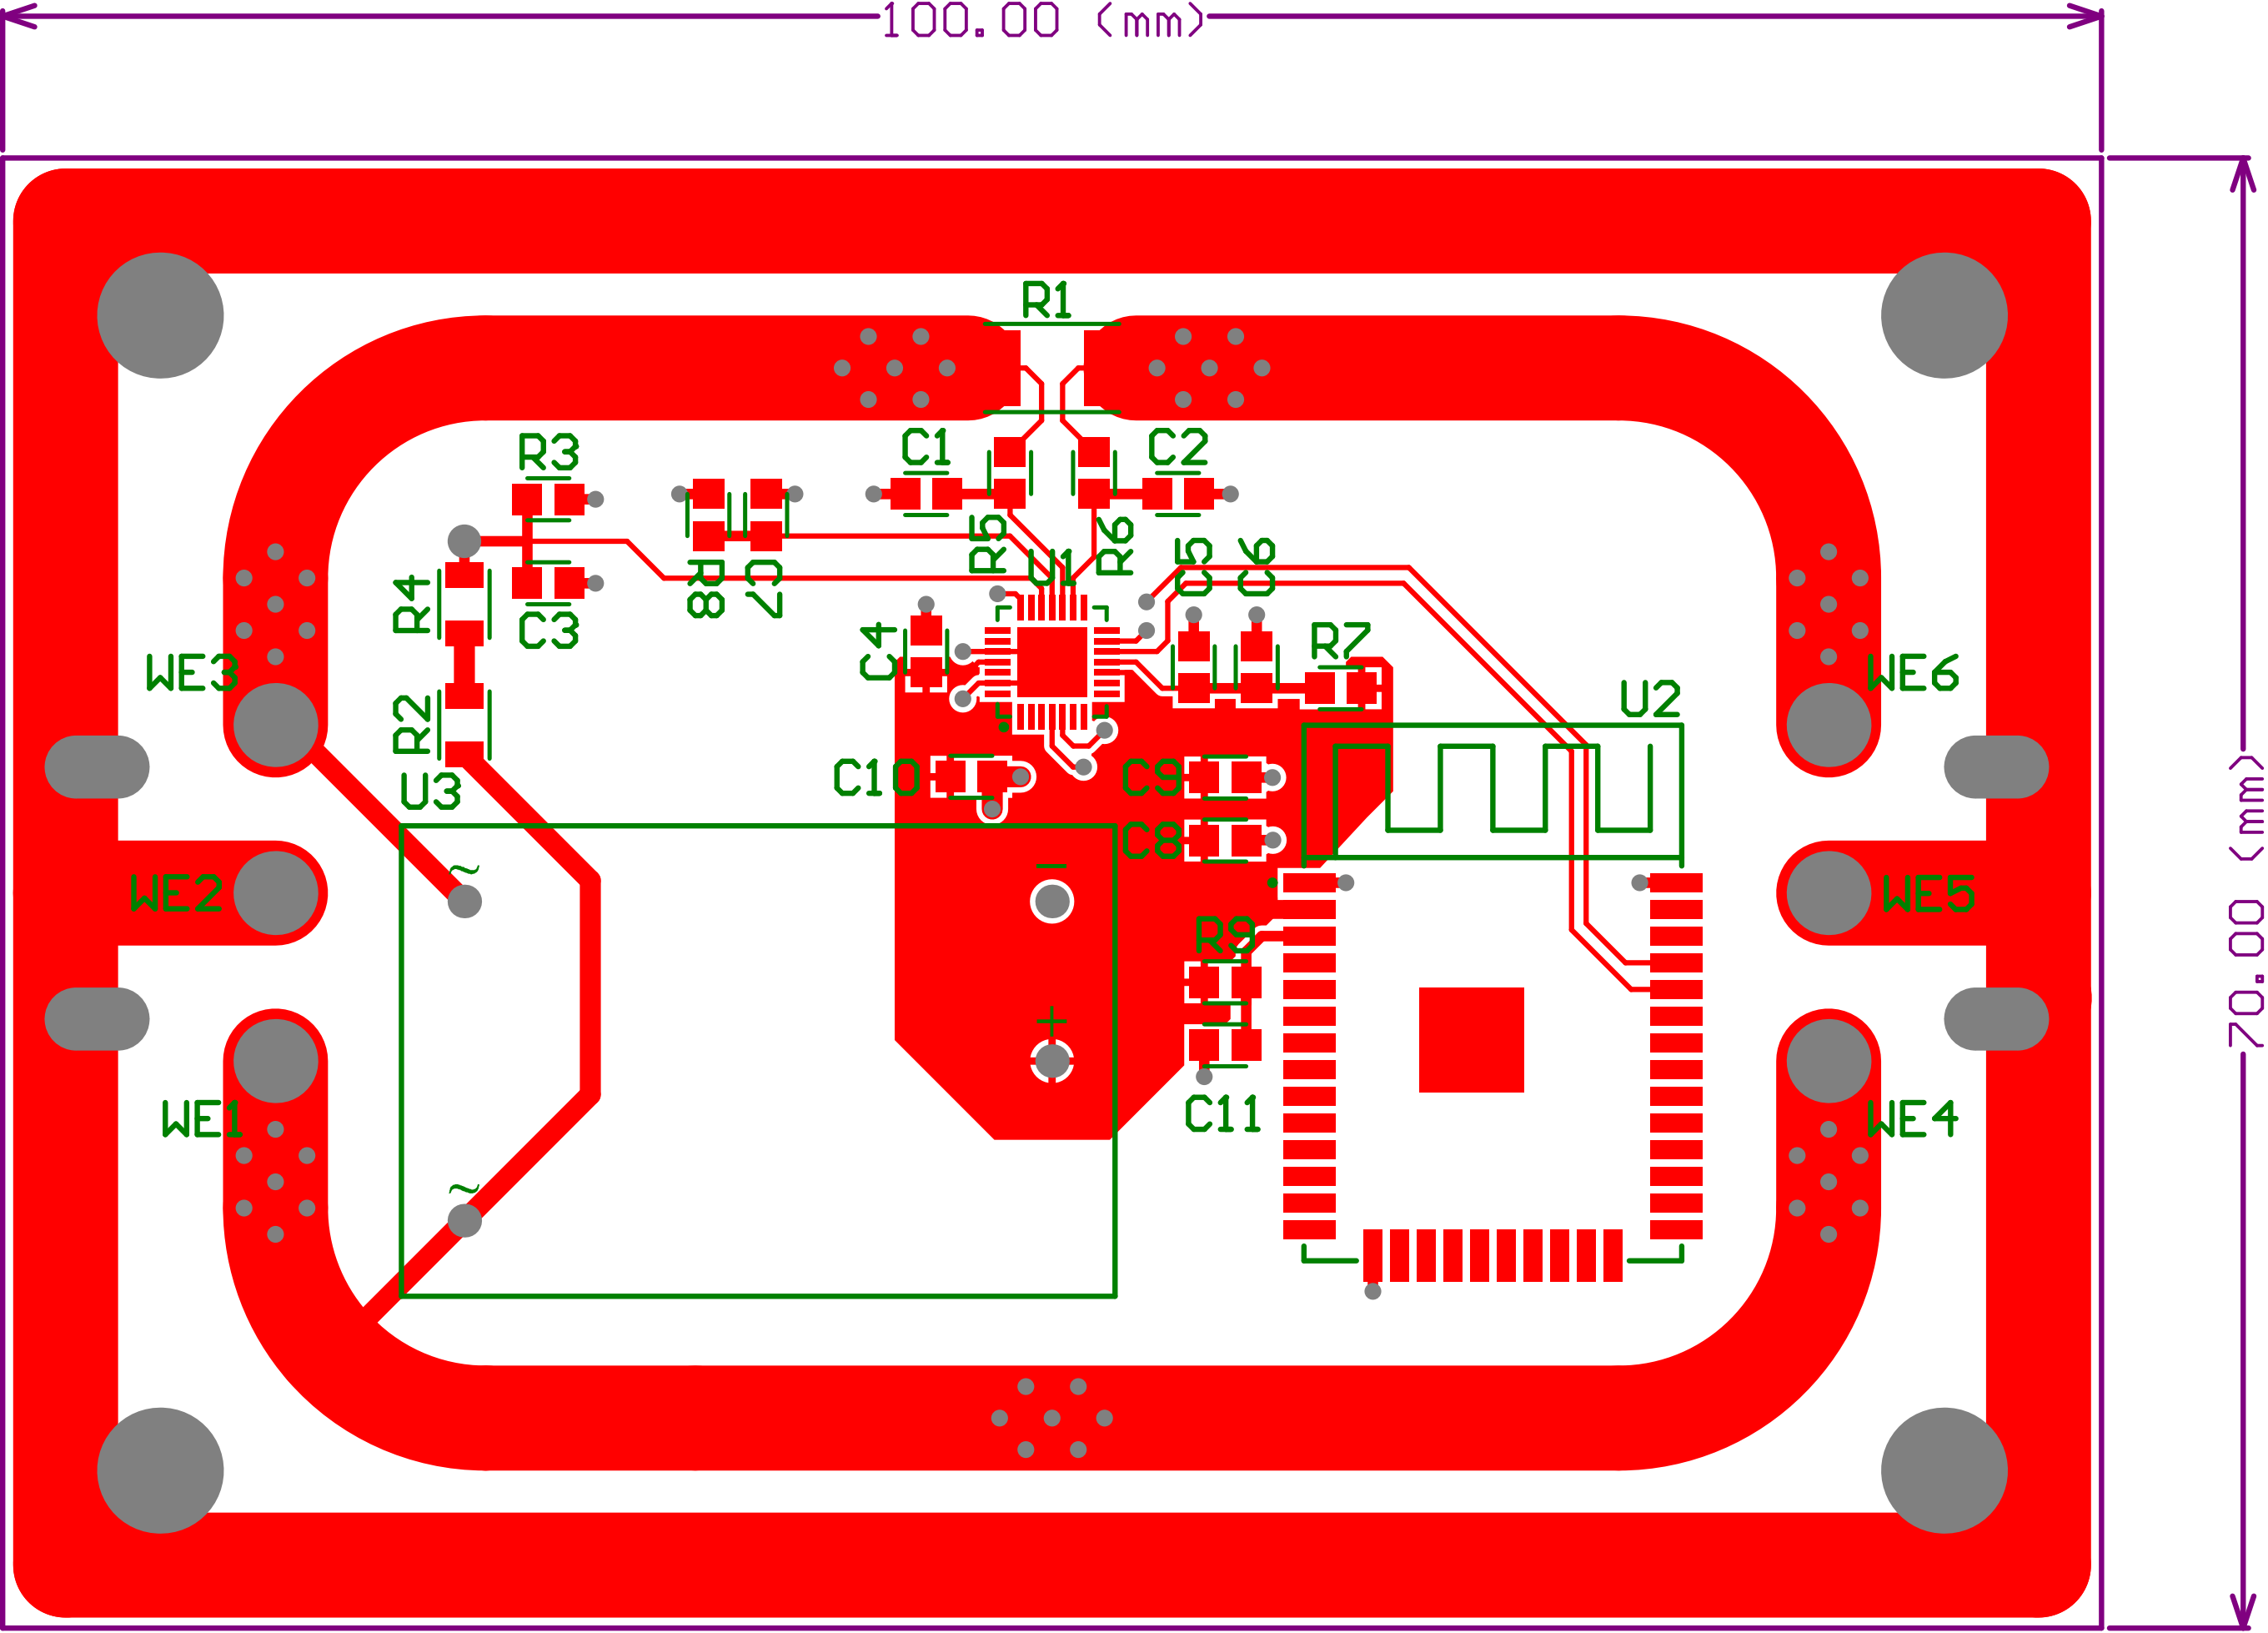 100.00 (mm)
R1
C1
C2
R3
R4
C3
R8
C7
R5
U1
R6
C5
C6
C4
R2
WE3
R2
WE6
U2
U3
C10
C9
C8
70.00 (mm)
~
−
WE2
WE5
R9
+
WE1
C11
WE4
~